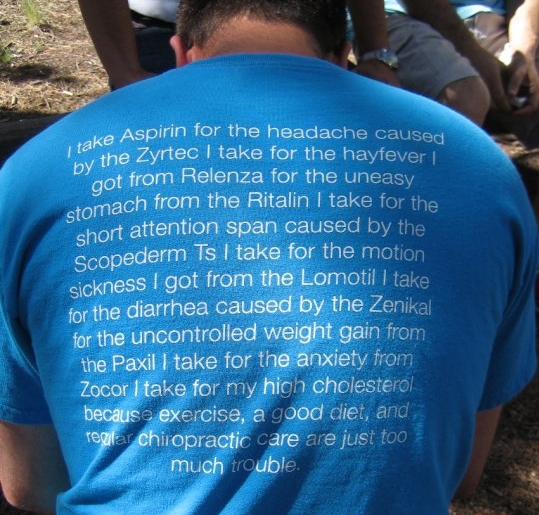 I take Aspirin for the headache caused
by the Zyrtec I take for the hayfever I
got from Relenza for the uneasy
stomach from the Ritalin I take for the
short attention span caused by the
Scopederm Ts I take for the motion
sickness I got from the Lomotil I take
for the diarrhea caused by the Zenikal
for the uncontrolled weight gain from
the Paxil I take for the anxiety from
Zocor I take for my high cholesterol
because exercise, a good diet, and
regular chiropractic care are just too
much trouble.